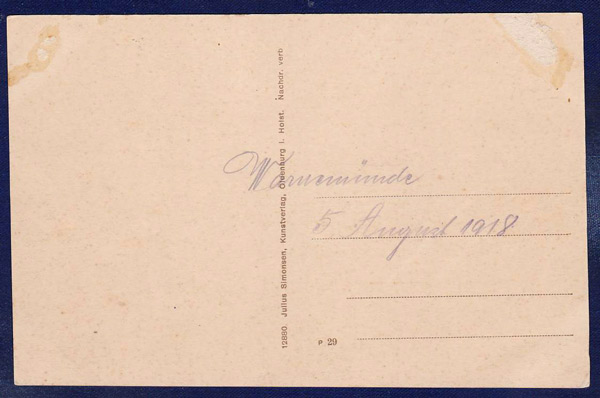 12880. Julius Simonsen, Kunstverlag, Oldenburg i. Holst. Nachdr. verb
Warnemünde
5 August 1918
P 29